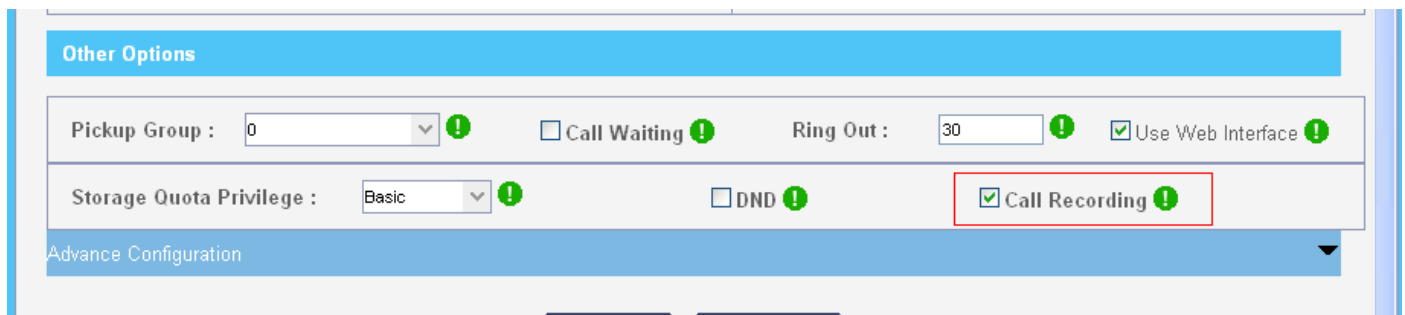 Other Options
Pickup Group : 0 Call Waiting Ring Out : 30 Use Web Interface
Storage Quota Privilege : Basic DND Call Recording
Advance Configuration